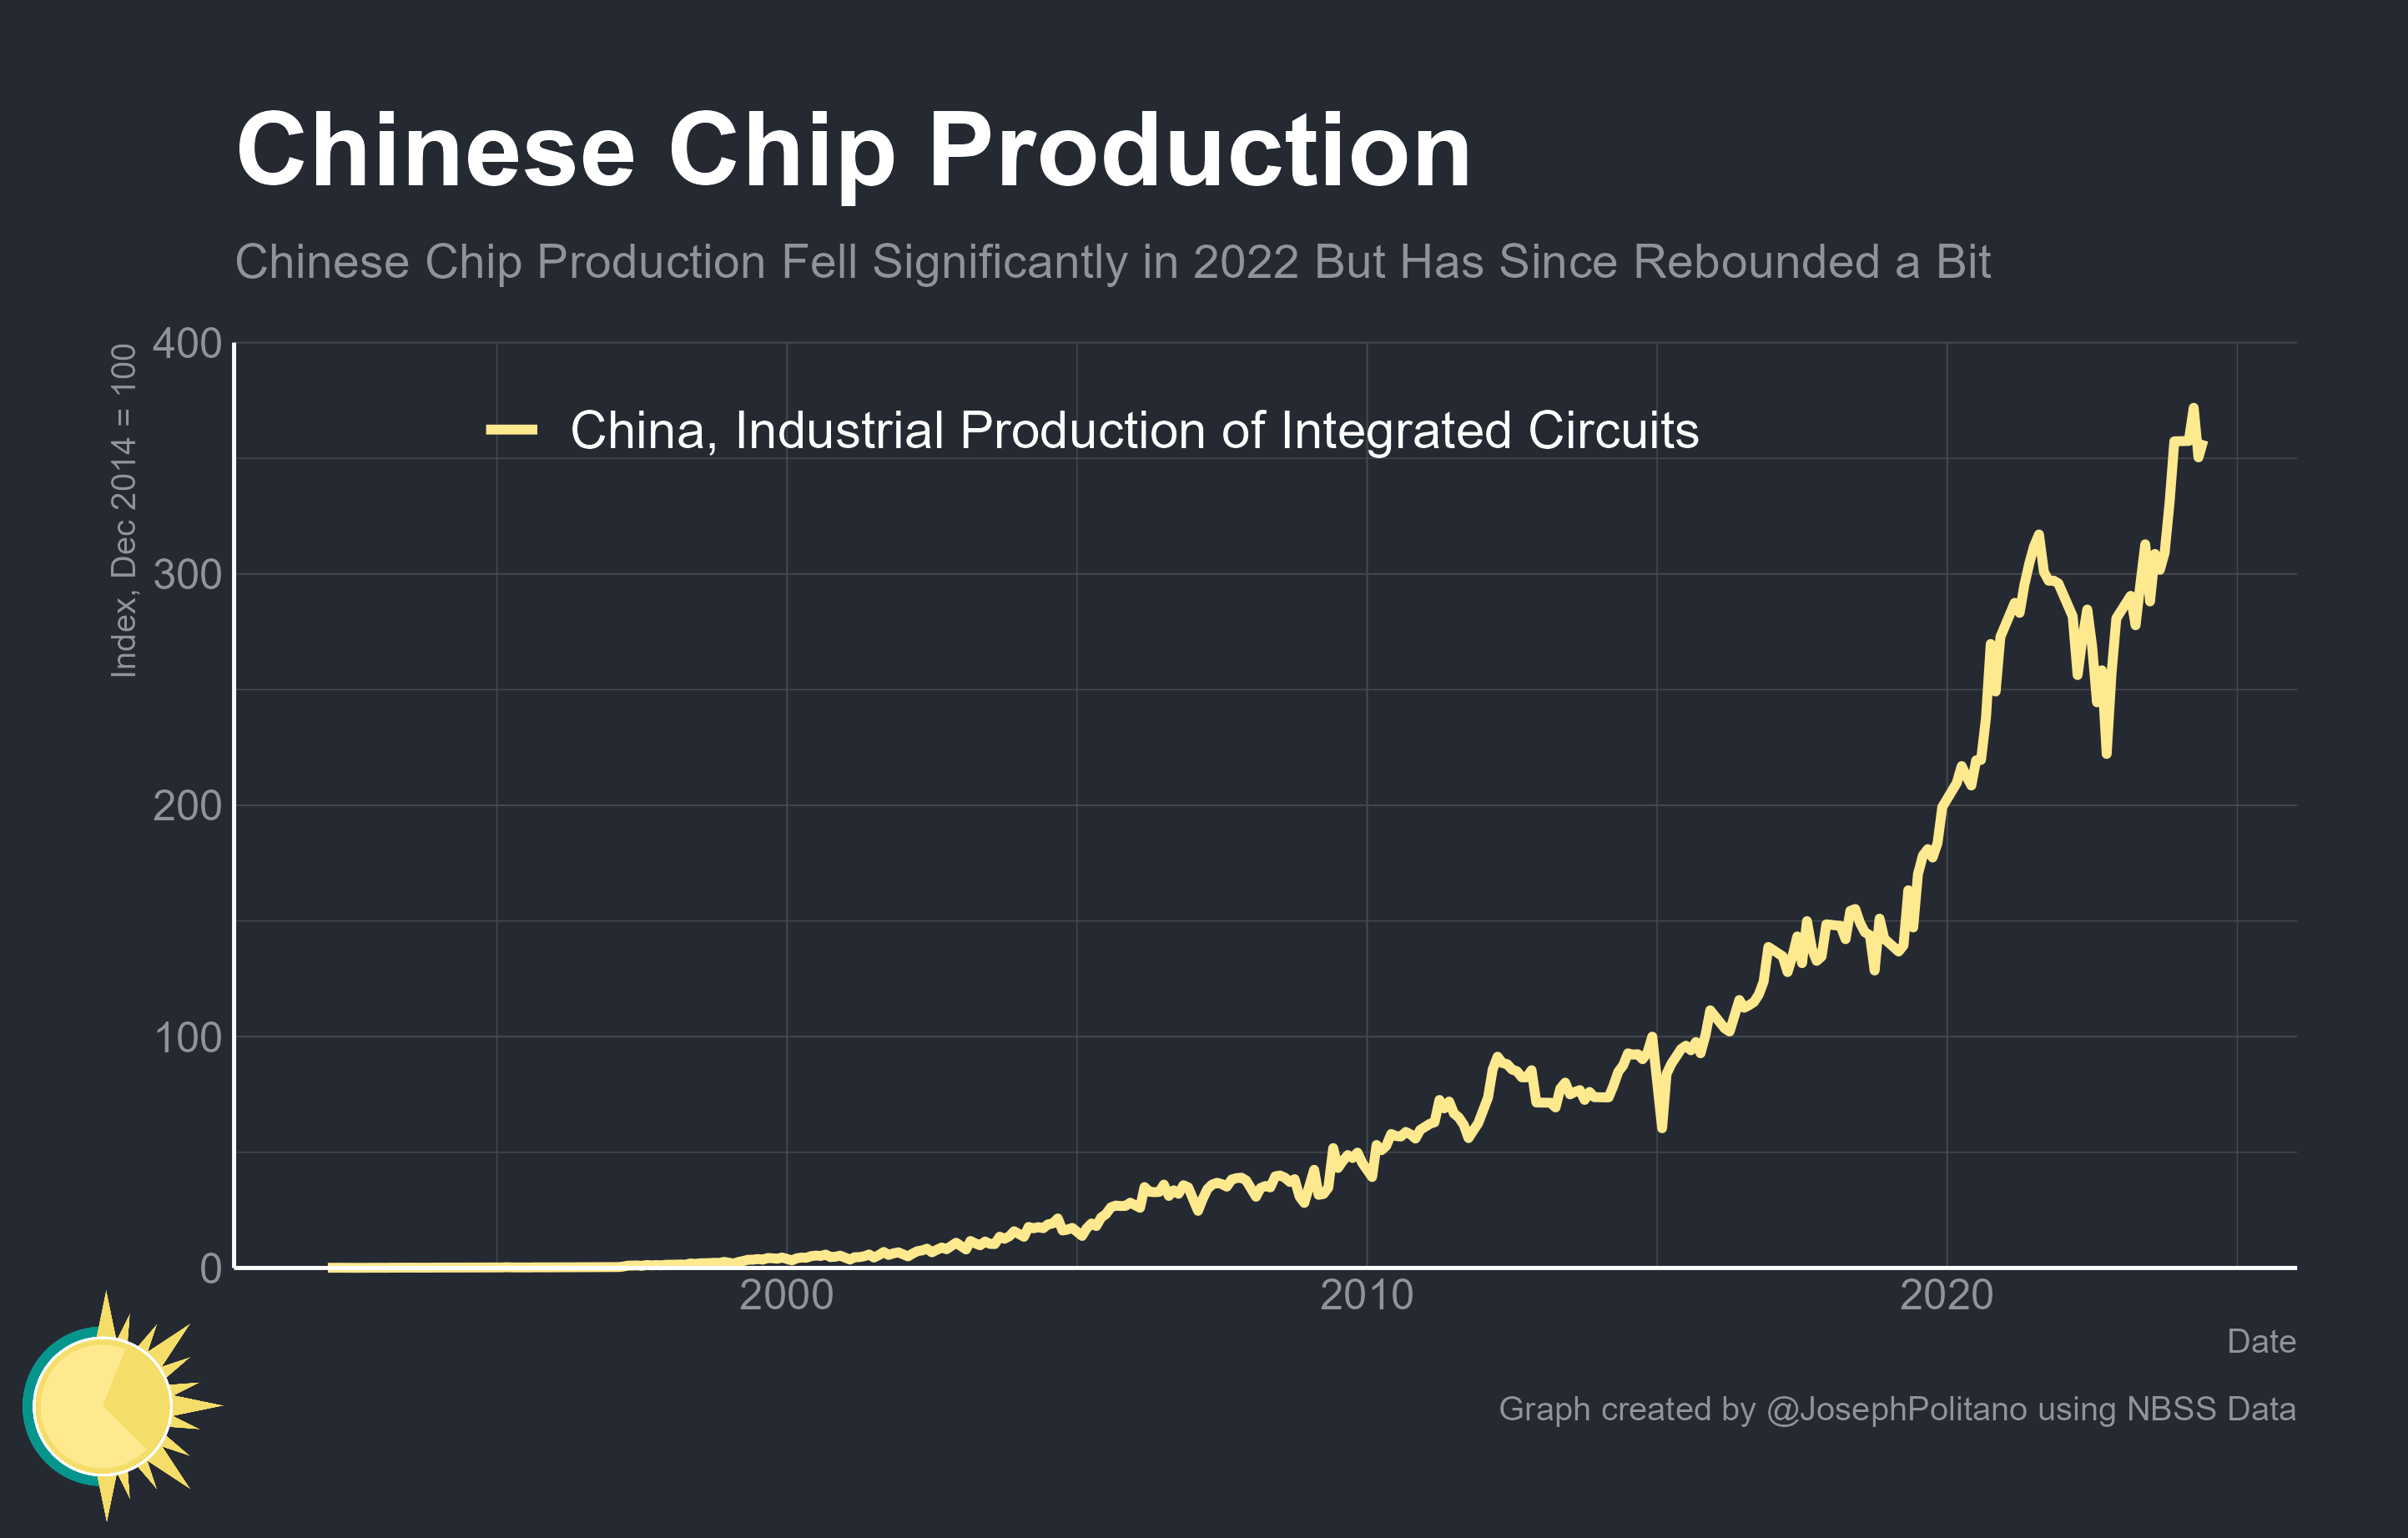 Chinese Chip Production
Chinese Chip Production Fell Significantly in 2022 But Has Since Rebounded a Bit
Index, Dec 2014 = 100
400
300
200
100
0
China, Industrial Production of Integrated Circuits
2000
2010
2020
Date
Graph created by @JosephPolitano using NBSS Data